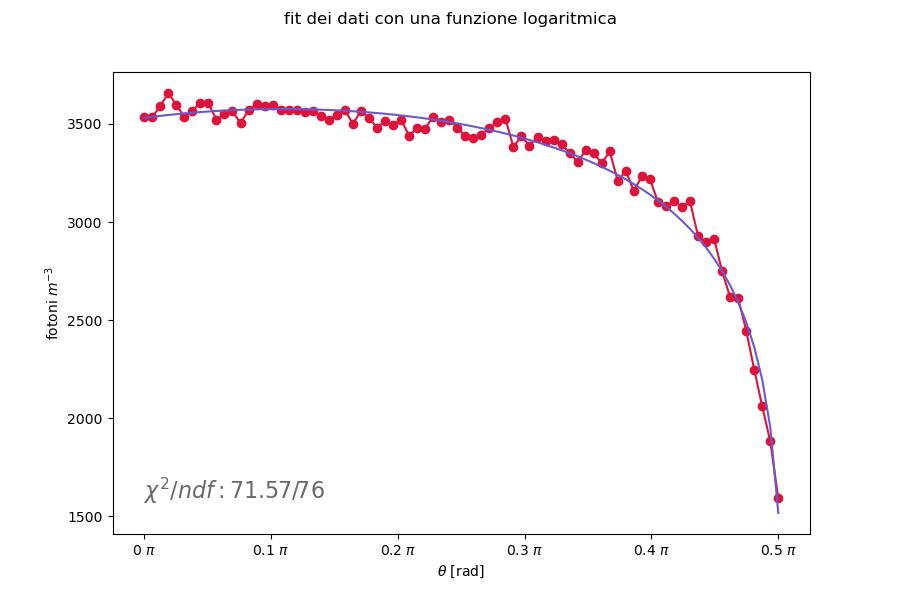 fit dei dati con una funzione logaritmica
fotoni m⁻³
3500
3000
2500
2000
1500
χ²/ndf : 71.57/76
0 π
0.1 π
0.2 π
0.3 π
0.4 π
0.5 π
θ [rad]